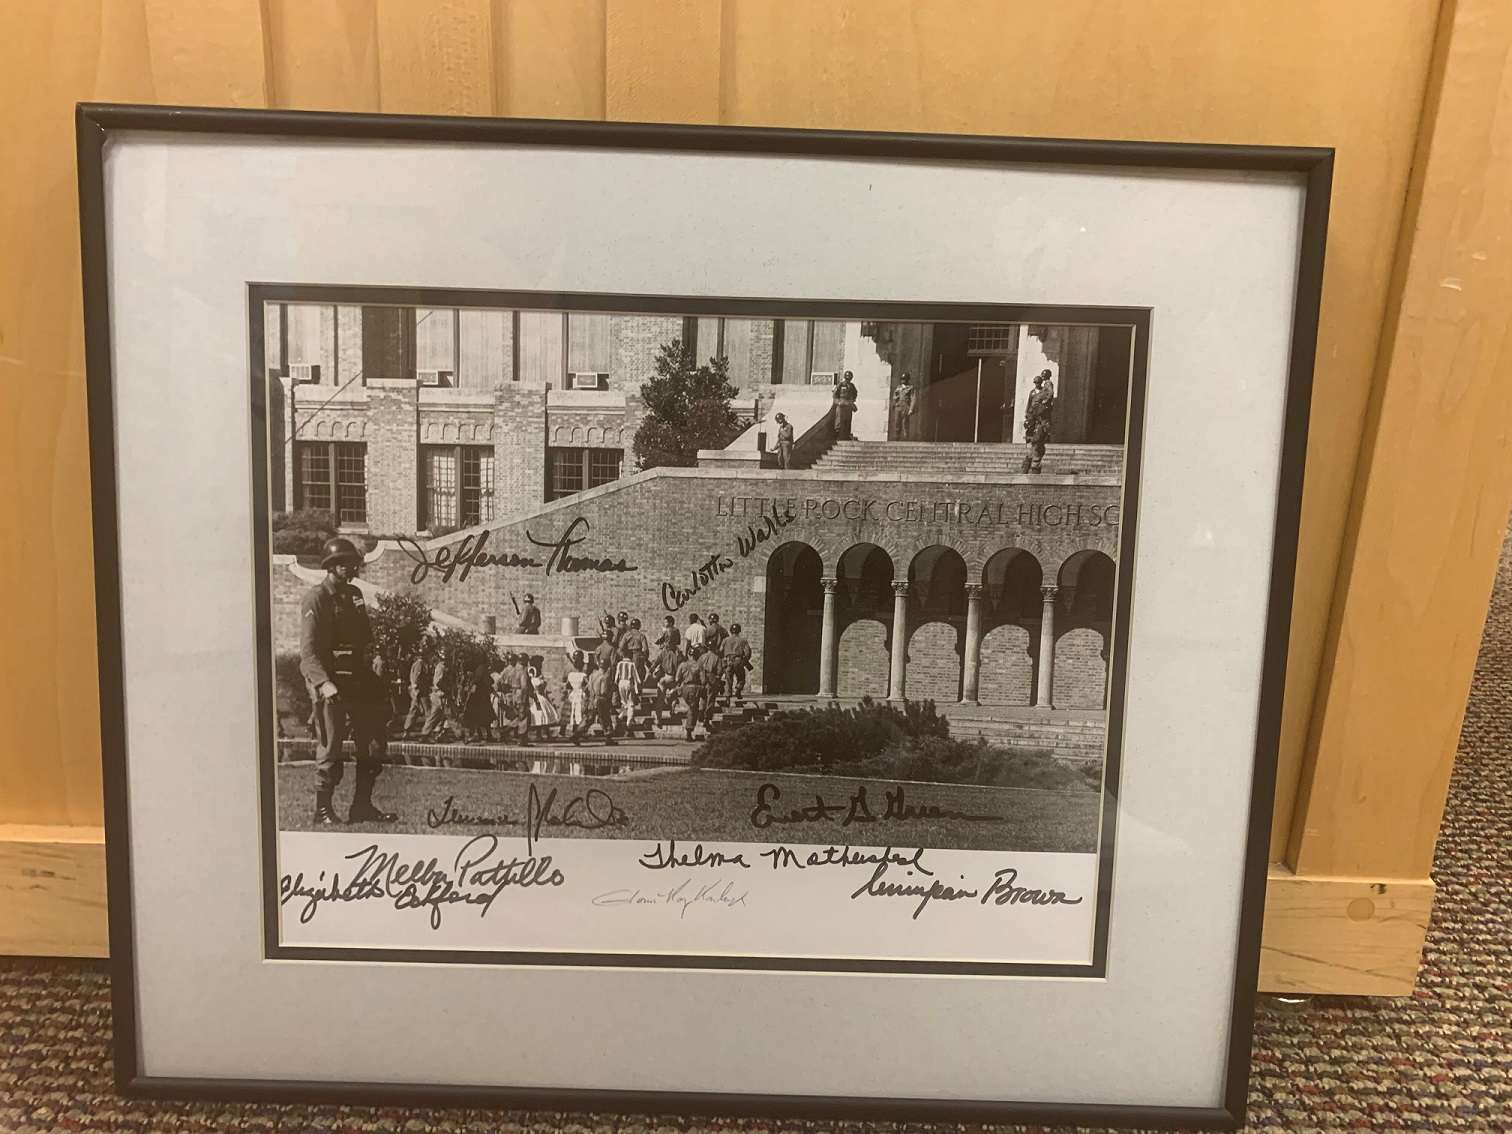 LITTLE ROCK CENTRAL HIGH SC
Jefferson Thomas
Carlotta Walls
Ernest G Green
Thelma Mothershed
Melba Pattillo
Elizabeth Eckford
Minnijean Brown